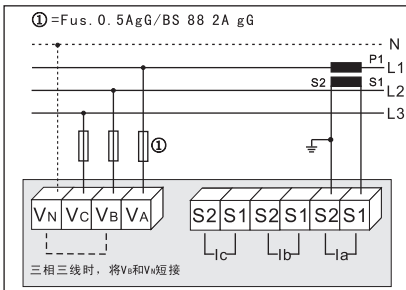 ①=Fus. 0. 5AgG/BS 88 2A gG
N
P1
L1
S2 S1
L2
L3
①
VN VC VB VA
S2 S1 S2 S1 S2 S1
Ic Ib Ia
三相三线时，将VB和VN短接